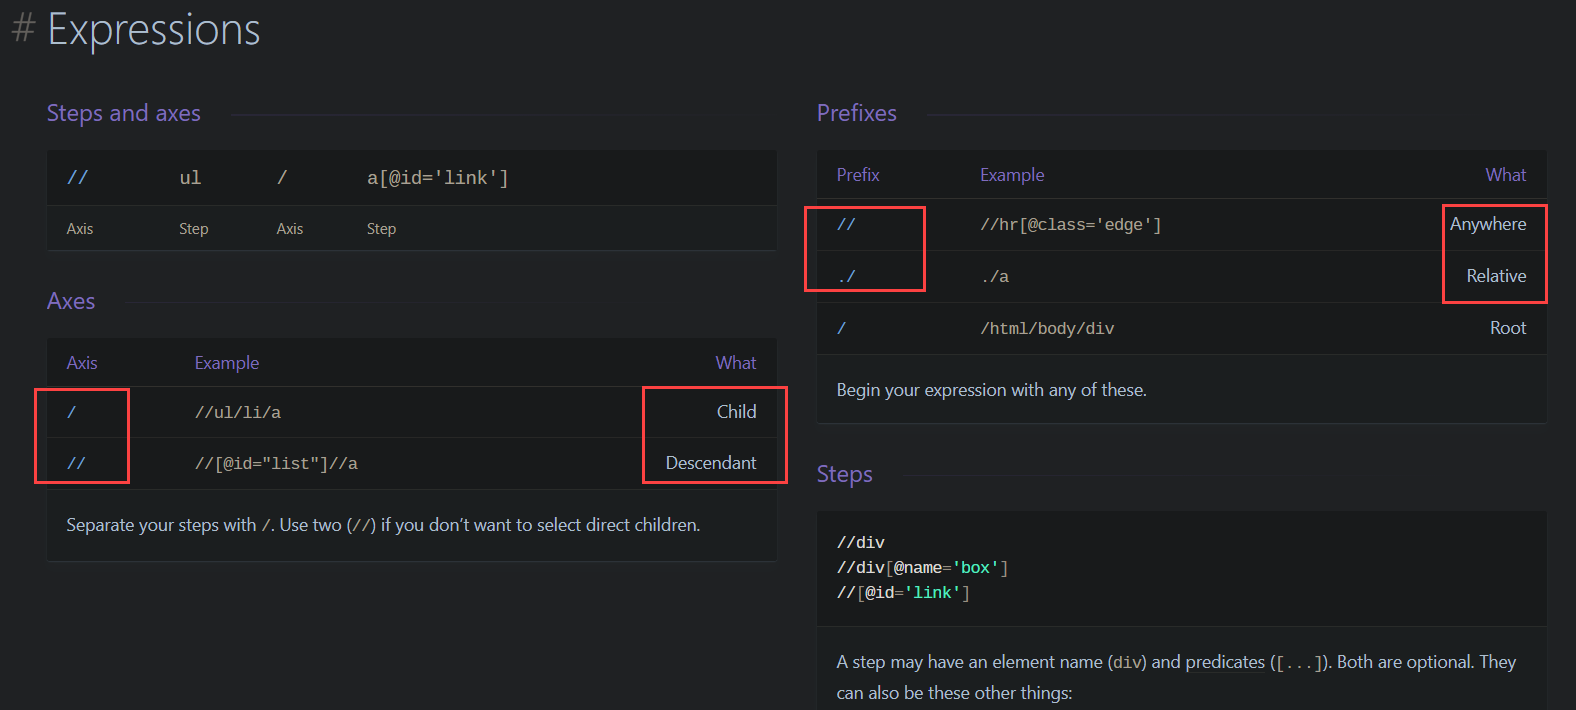 # Expressions
Steps and axes
// ul / a[@id='link']
Axis Step Axis Step
Axes
Axis Example What
/ //ul/li/a Child
// //[@id="list"]//a Descendant
Separate your steps with /. Use two (//) if you don’t want to select direct children.
Prefixes
Prefix Example What
// //hr[@class='edge'] Anywhere
./ ./a Relative
/ /html/body/div Root
Begin your expression with any of these.
Steps
//div
//div[@name='box']
//[@id='link']
A step may have an element name (div) and predicates ([...]). Both are optional. They
can also be these other things: